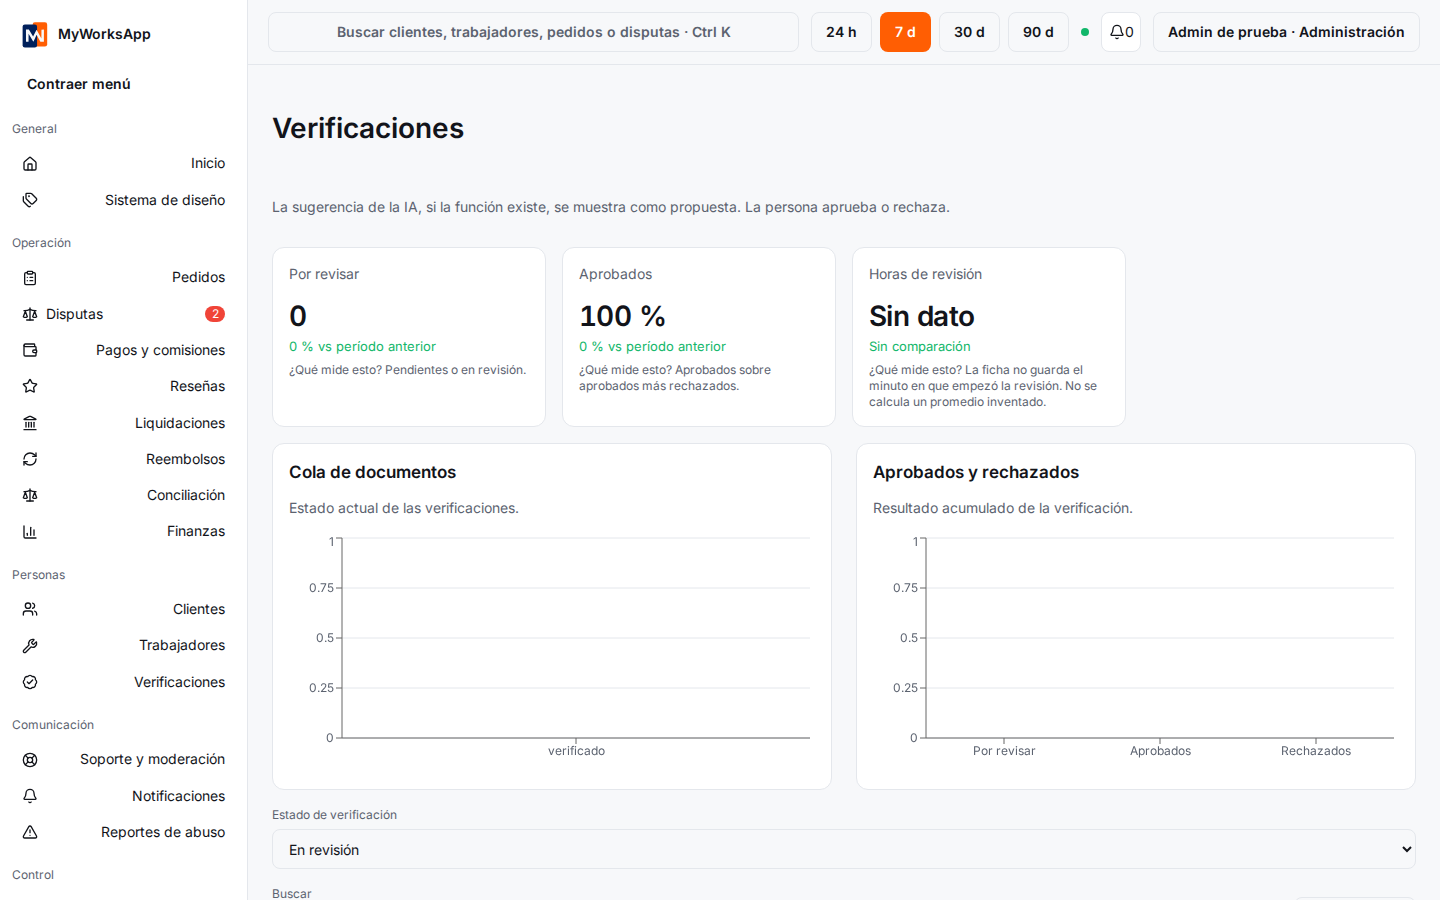 MyWorksApp
Buscar clientes, trabajadores, pedidos o disputas · Ctrl K
24 h
7 d
30 d
90 d
0
Admin de prueba · Administración
Contraer menú
General
Inicio
Sistema de diseño
Operación
Pedidos
Disputas
2
Pagos y comisiones
Reseñas
Liquidaciones
Reembolsos
Conciliación
Finanzas
Personas
Clientes
Trabajadores
Verificaciones
Comunicación
Soporte y moderación
Notificaciones
Reportes de abuso
Control
Verificaciones
La sugerencia de la IA, si la función existe, se muestra como propuesta. La persona aprueba o rechaza.
Por revisar
0
0 % vs período anterior
¿Qué mide esto? Pendientes o en revisión.
Aprobados
100 %
0 % vs período anterior
¿Qué mide esto? Aprobados sobre
aprobados más rechazados.
Horas de revisión
Sin dato
Sin comparación
¿Qué mide esto? La ficha no guarda el
minuto en que empezó la revisión. No se
calcula un promedio inventado.
Cola de documentos
Estado actual de las verificaciones.
1
0.75
0.5
0.25
0
verificado
Aprobados y rechazados
Resultado acumulado de la verificación.
1
0.75
0.5
0.25
0
Por revisar
Aprobados
Rechazados
Estado de verificación
En revisión
Buscar